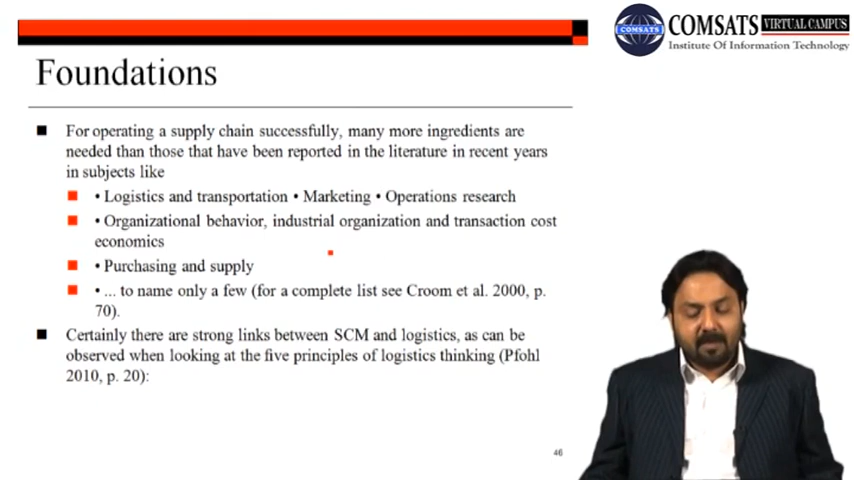 COMSATS VIRTUAL CAMPUS
COMSATS
Institute Of Information Technology
Foundations
For operating a supply chain successfully, many more ingredients are
needed than those that have been reported in the literature in recent years
in subjects like
• Logistics and transportation • Marketing • Operations research
• Organizational behavior, industrial organization and transaction cost
economics
• Purchasing and supply
• ... to name only a few (for a complete list see Croom et al. 2000, p.
70).
Certainly there are strong links between SCM and logistics, as can be
observed when looking at the five principles of logistics thinking (Pfohl
2010, p. 20):
46